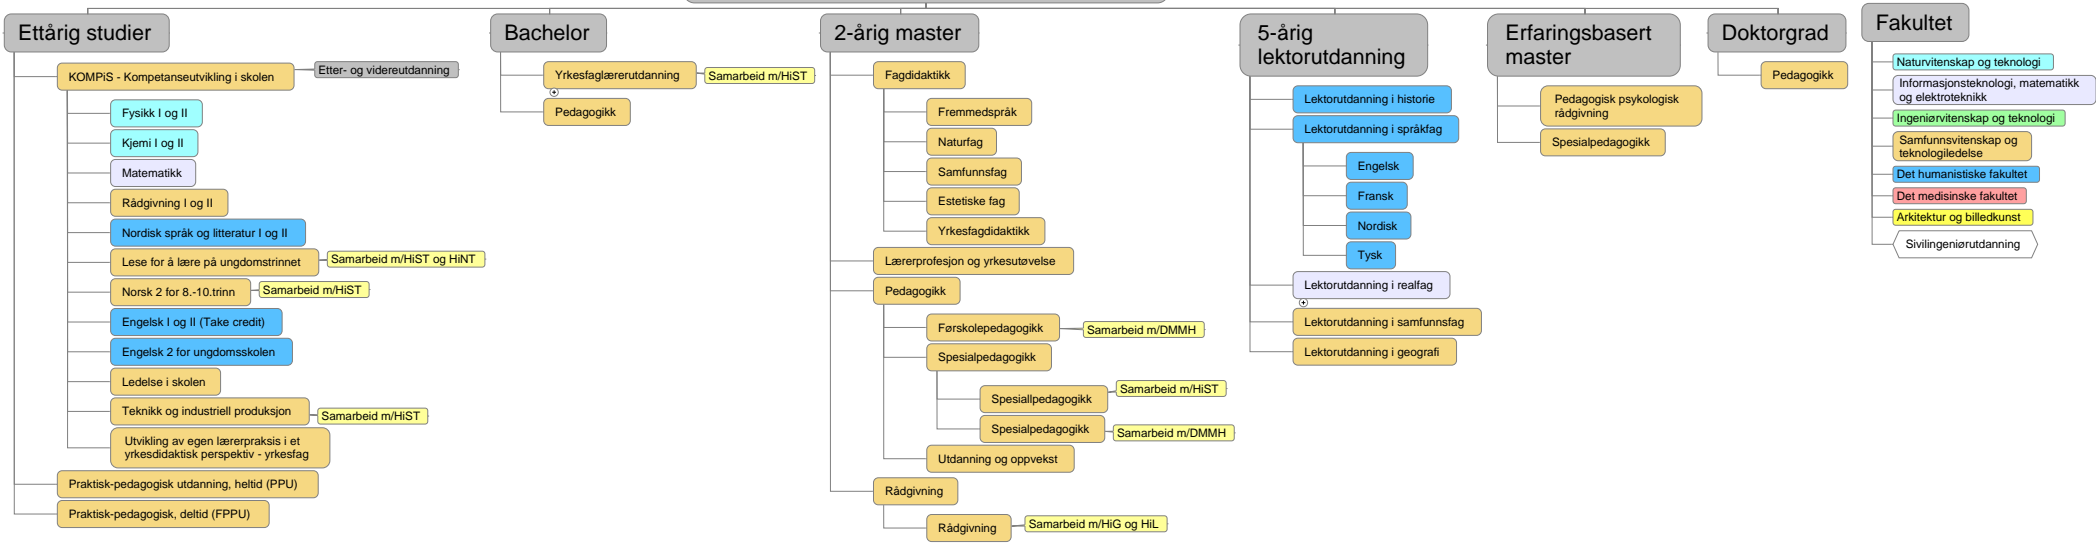 Ettårig studier
KOMPiS - Kompetanseutvikling i skolen
Etter- og videreutdanning
Fysikk I og II
Kjemi I og II
Matematikk
Rådgivning I og II
Nordisk språk og litteratur I og II
Lese for å lære på ungdomstrinnet
Samarbeid m/HiST og HiNT
Norsk 2 for 8.-10.trinn
Samarbeid m/HiST
Engelsk I og II (Take credit)
Engelsk 2 for ungdomsskolen
Ledelse i skolen
Teknikk og industriell produksjon
Samarbeid m/HiST
Utvikling av egen lærerpraksis i et
yrkesdidaktisk perspektiv - yrkesfag
Praktisk-pedagogisk utdanning, heltid (PPU)
Praktisk-pedagogisk, deltid (FPPU)
Bachelor
Yrkesfaglærerutdanning
Samarbeid m/HiST
Pedagogikk
2-årig master
Fagdidaktikk
Fremmedspråk
Naturfag
Samfunnsfag
Estetiske fag
Yrkesfagdidaktikk
Lærerprofesjon og yrkesutøvelse
Pedagogikk
Førskolepedagogikk
Samarbeid m/DMMH
Spesialpedagogikk
Spesiallpedagogikk
Samarbeid m/HiST
Spesialpedagogikk
Samarbeid m/DMMH
Utdanning og oppvekst
Rådgivning
Rådgivning
Samarbeid m/HiG og HiL
5-årig
lektorutdanning
Lektorutdanning i historie
Lektorutdanning i språkfag
Engelsk
Fransk
Nordisk
Tysk
Lektorutdanning i realfag
Lektorutdanning i samfunnsfag
Lektorutdanning i geografi
Erfaringsbasert
master
Pedagogisk psykologisk
rådgivning
Spesialpedagogikk
Doktorgrad
Pedagogikk
Fakultet
Naturvitenskap og teknologi
Informasjonsteknologi, matematikk
og elektroteknikk
Ingeniørvitenskap og teknologi
Samfunnsvitenskap og
teknologiledelse
Det humanistiske fakultet
Det medisinske fakultet
Arkitektur og billedkunst
Sivilingeniørutdanning